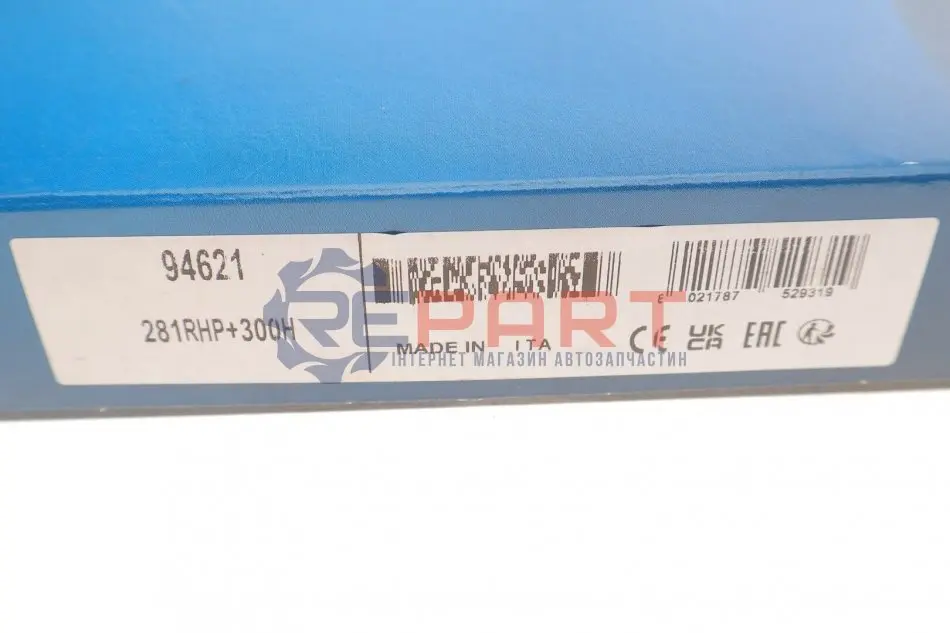 94621
281RHP+300H
8 021787 529319
MADE IN ITA
CE UK CA EAC
REPART
ІНТЕРНЕТ МАГАЗИН АВТОЗАПЧАСТИН